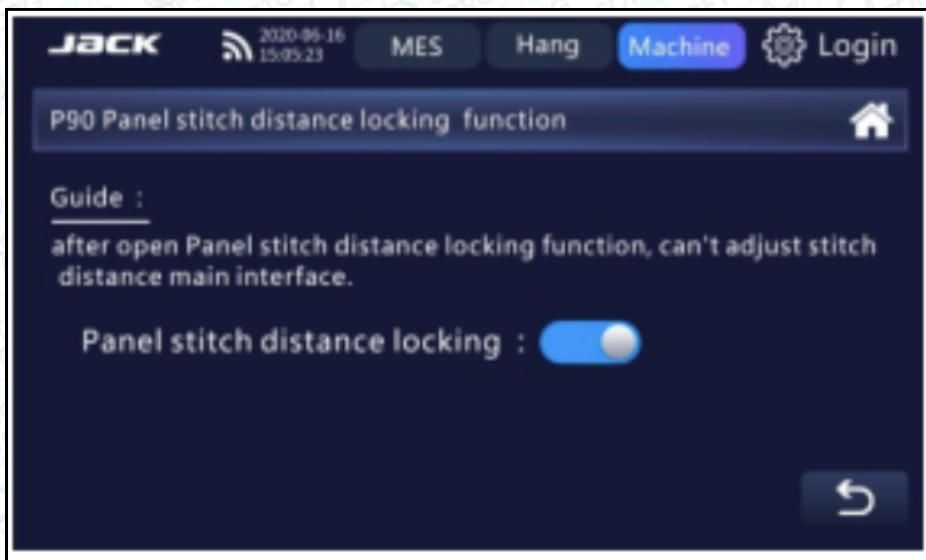 JACK
2020-06-16
15:05:23
MES
Hang
Machine
Login
P90 Panel stitch distance locking function
Guide :
after open Panel stitch distance locking function, can't adjust stitch
distance main interface.
Panel stitch distance locking :